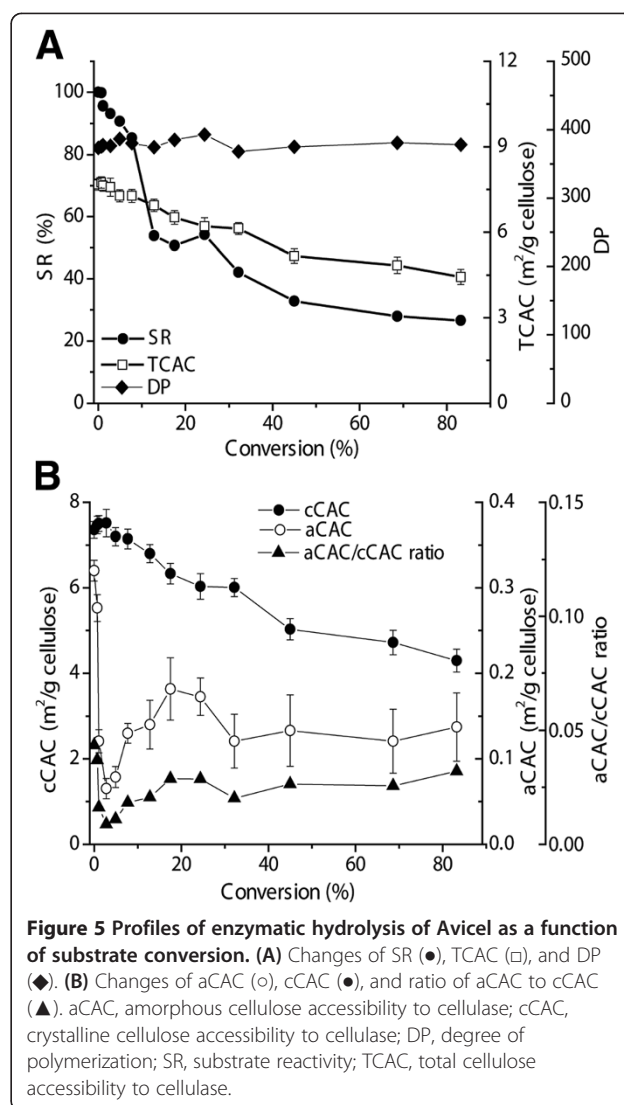 A
SR (%)
100
80
60
40
20
0
12
9
6
3
TCAC (m²/g cellulose)
500
400
300
200
100
0
DP
SR
TCAC
DP
0 20 40 60 80
Conversion (%)
B
cCAC (m²/g cellulose)
8
6
4
2
0
cCAC
aCAC
aCAC/cCAC ratio
0.4
0.3
0.2
0.1
0.0
aCAC (m²/g cellulose)
0.15
0.10
0.05
0.00
aCAC/cCAC ratio
0 20 40 60 80
Conversion (%)
Figure 5 Profiles of enzymatic hydrolysis of Avicel as a function
of substrate conversion. (A) Changes of SR (●), TCAC (□), and DP
(◆). (B) Changes of aCAC (○), cCAC (●), and ratio of aCAC to cCAC
(▲). aCAC, amorphous cellulose accessibility to cellulase; cCAC,
crystalline cellulose accessibility to cellulase; DP, degree of
polymerization; SR, substrate reactivity; TCAC, total cellulose
accessibility to cellulase.